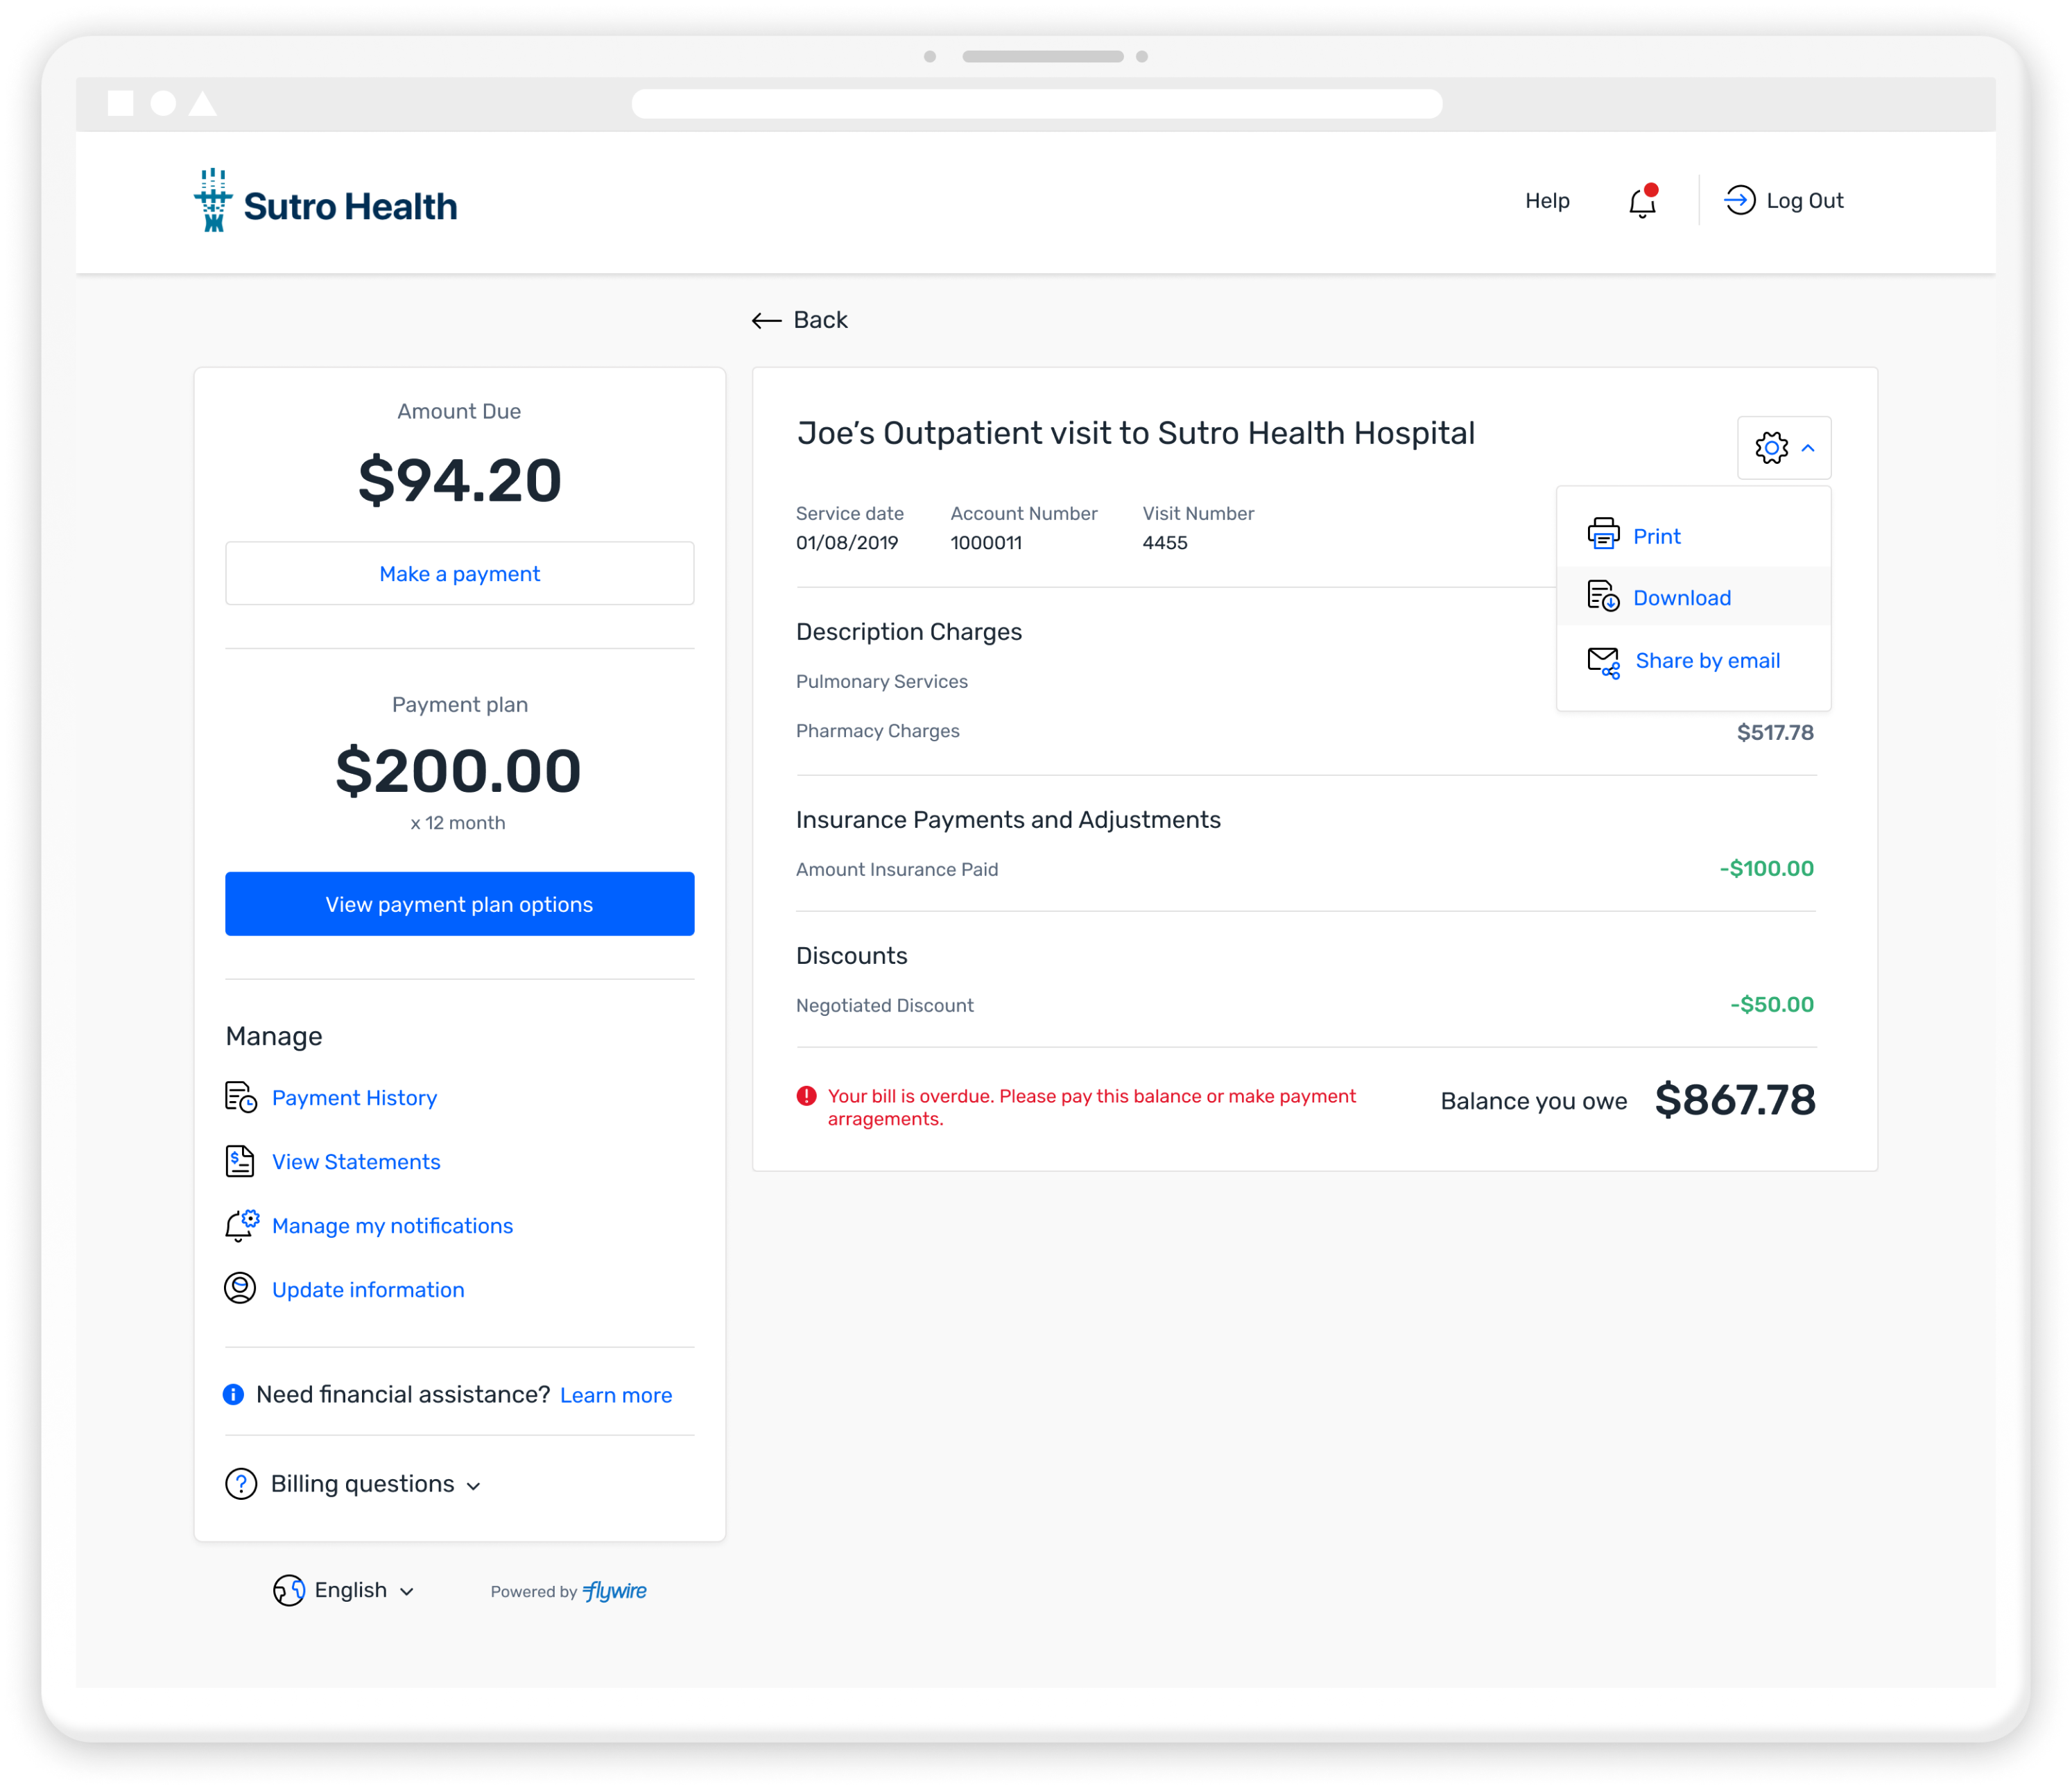 Sutro Health
Help
Log Out
Back
Amount Due
$94.20
Make a payment
Payment plan
$200.00
x 12 month
View payment plan options
Manage
Payment History
View Statements
Manage my notifications
Update information
Need financial assistance? Learn more
Billing questions
English
Powered by flywire
Joe's Outpatient visit to Sutro Health Hospital
Service date Account Number Visit Number
01/08/2019 1000011 4455
Print
Download
Share by email
Description Charges
Pulmonary Services
Pharmacy Charges $517.78
Insurance Payments and Adjustments
Amount Insurance Paid -$100.00
Discounts
Negotiated Discount -$50.00
Your bill is overdue. Please pay this balance or make payment
arragements.
Balance you owe $867.78